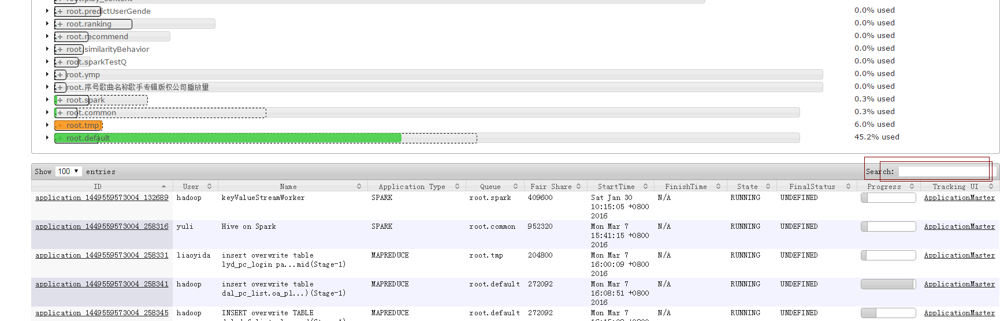 root.play_content
root.predictUserGende 0.0% used
root.ranking 0.0% used
root.recommend 0.0% used
root.similarityBehavior 0.0% used
root.sparkTestQ 0.0% used
root.ymp 0.0% used
root.序号歌曲名称歌手专辑版权公司播放量 0.0% used
root.spark 0.3% used
root.common 0.3% used
root.tmp 6.0% used
root.default 45.2% used
Show 100 entries Search:
ID User Name Application Type Queue Fair Share StartTime FinishTime State FinalStatus Progress Tracking UI
application_1449559573004_132689 hadoop keyValueStreamWorker SPARK root.spark 409600 Sat Jan 30 N/A RUNNING UNDEFINED ApplicationMaster
10:15:05 +0800
2016
application_1449559573004_258316 yuli Hive on Spark SPARK root.common 952320 Mon Mar 7 N/A RUNNING UNDEFINED ApplicationMaster
15:41:15 +0800
2016
application_1449559573004_258331 liaoyida insert overwrite table MAPREDUCE root.tmp 204800 Mon Mar 7 N/A RUNNING UNDEFINED ApplicationMaster
lyd_pc_login pa...mid(Stage-1) 16:00:09 +0800
2016
application_1449559573004_258341 hadoop insert overwrite table MAPREDUCE root.default 272092 Mon Mar 7 N/A RUNNING UNDEFINED ApplicationMaster
dal_pc_list.oa_pl...)(Stage-1) 16:08:51 +0800
2016
application_1449559573004_258345 hadoop INSERT overwrite TABLE MAPREDUCE root.default 272092 Mon Mar 7 N/A RUNNING UNDEFINED ApplicationMaster